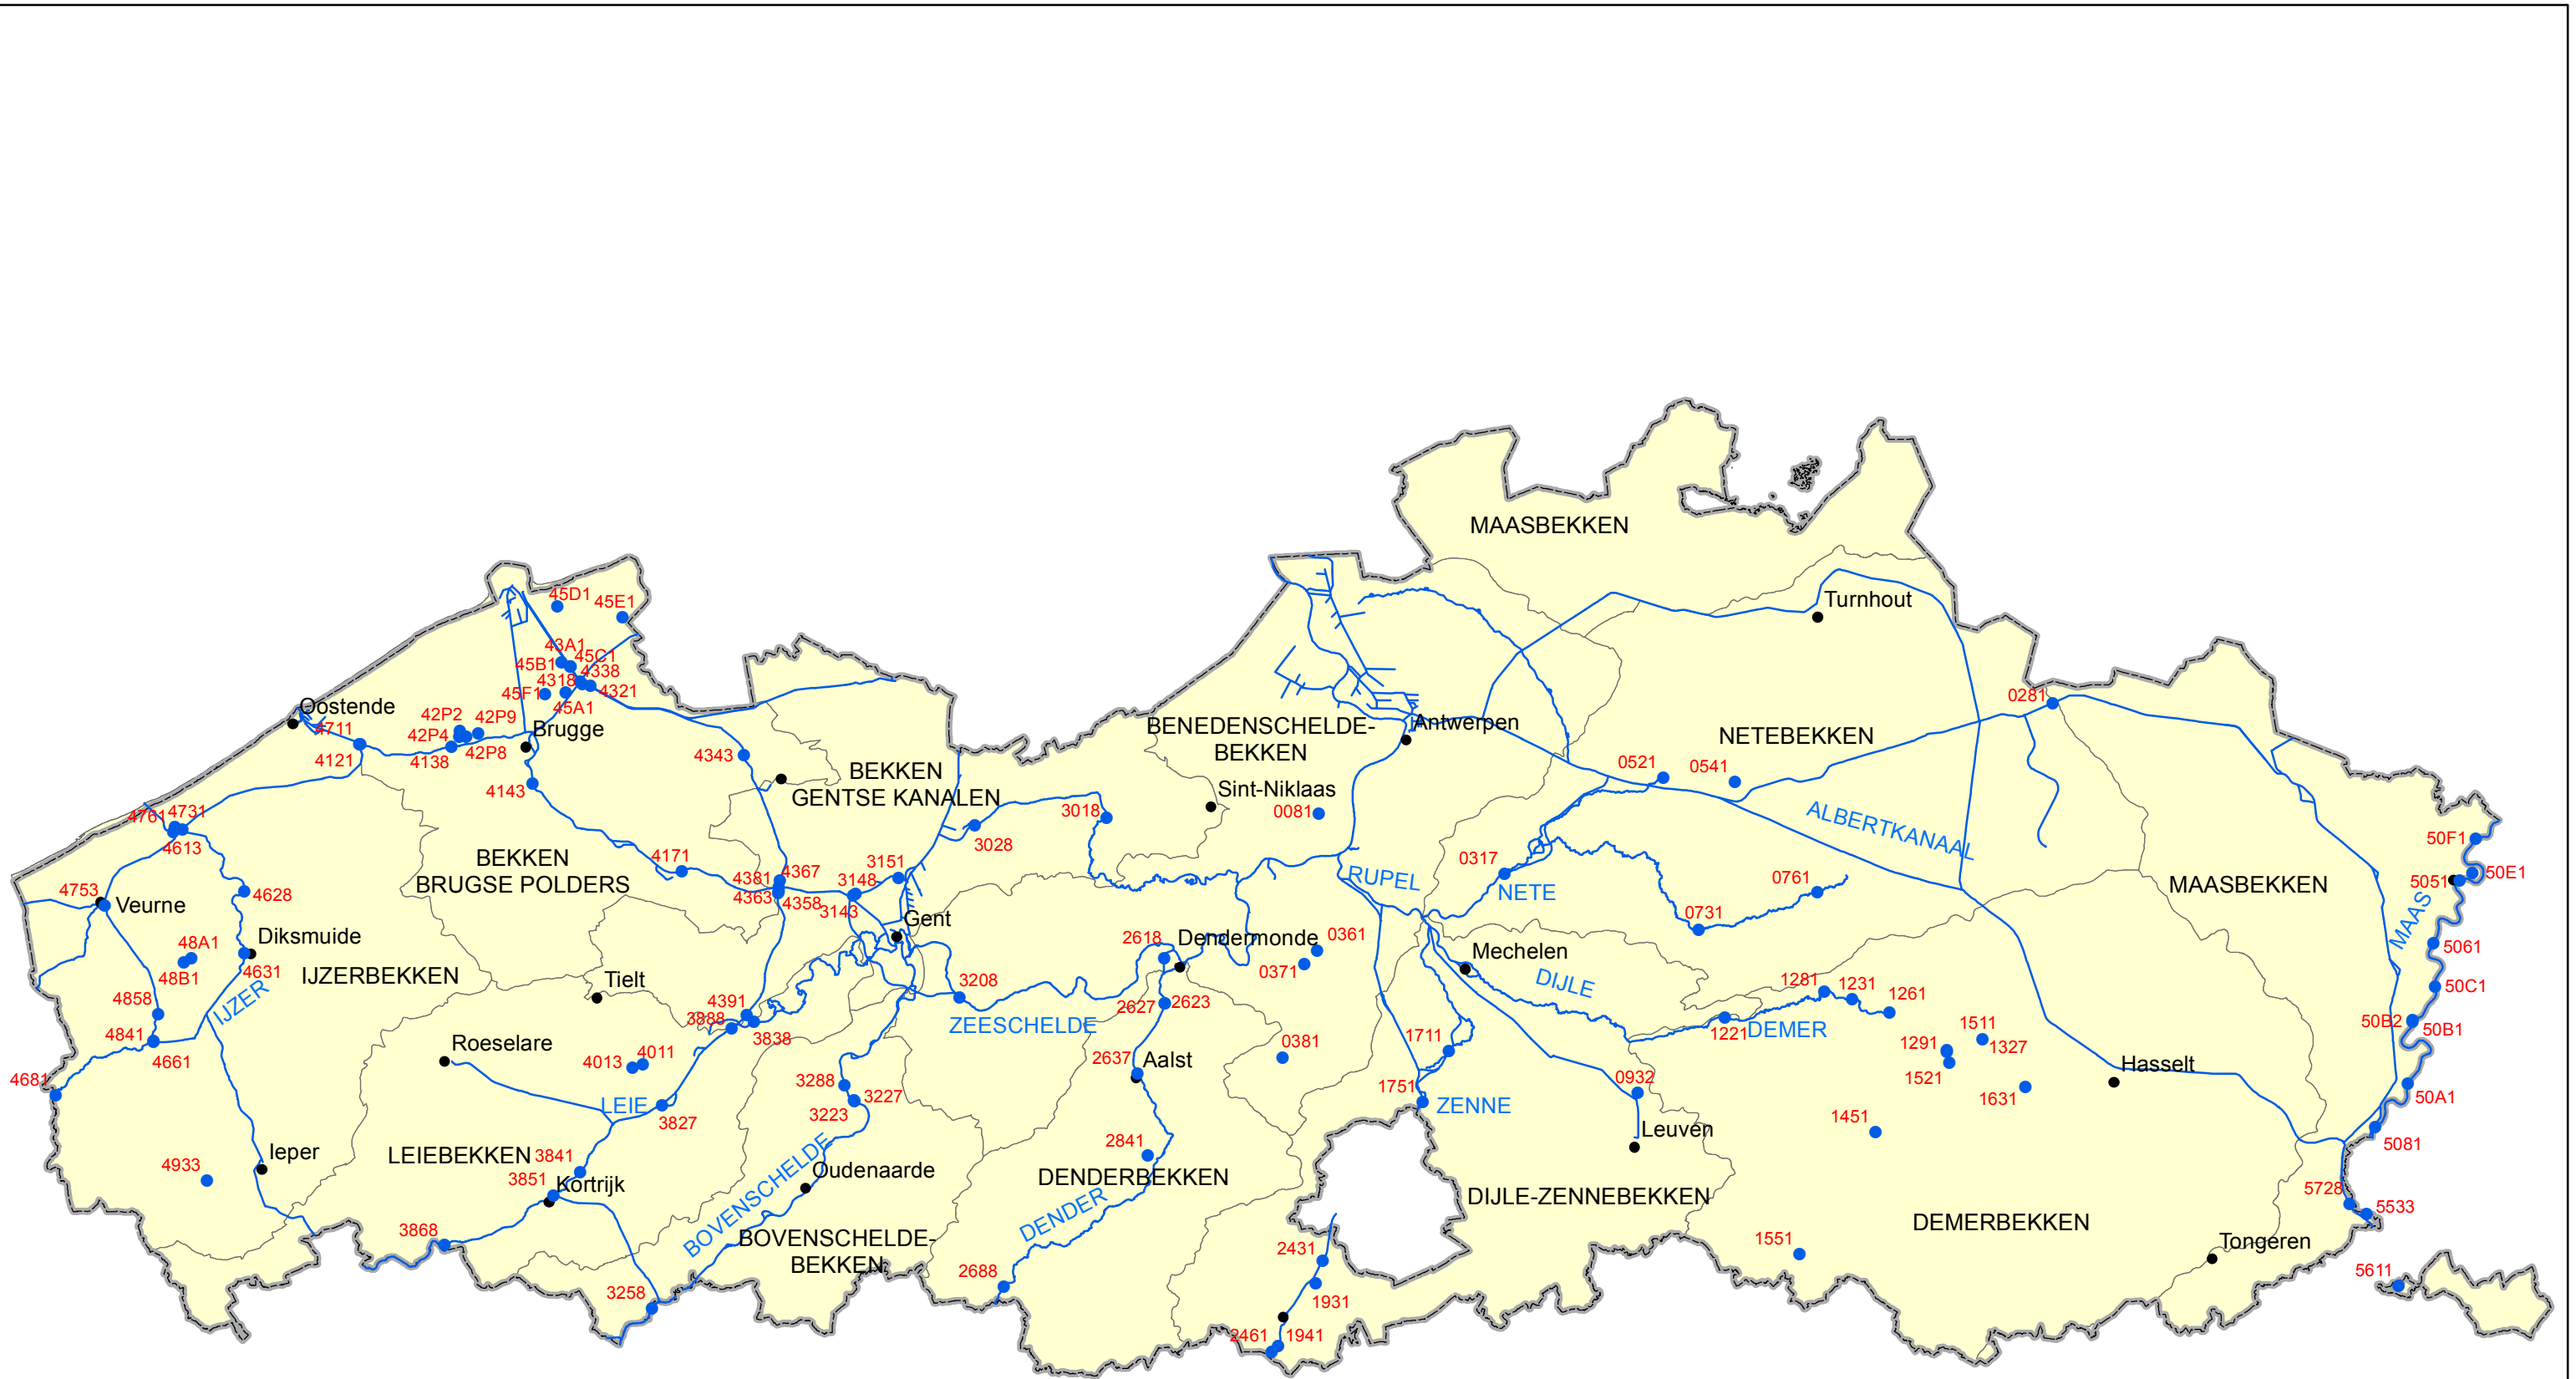 MAASBEKKEN
45D1
45E1
Turnhout
43A1
45C1
45B1
4338
4318
4321
45F1
45A1
0281
Oostende
42P2
42P9
4711
Brugge
42P4
42P8
4121
4138
BENEDENSCHELDE-
BEKKEN
Antwerpen
NETEBEKKEN
4343
0521
0541
BEKKEN
GENTSE KANALEN
4143
Sint-Niklaas
0081
3018
4761
4731
4613
3028
ALBERTKANAAL
50F1
BEKKEN
BRUGSE POLDERS
4171
3151
0317
4381
4367
3148
RUPEL
0761
MAASBEKKEN
5051
50E1
4753
Veurne
4628
4363
4358
3143
NETE
0731
MAAS
Gent
Diksmuide
48A1
48B1
4631
IJZERBEKKEN
2618
Dendermonde
0361
0371
Mechelen
5061
Tielt
3208
DIJLE
1281
1231
1261
50C1
4858
IJZER
4391
3888
3838
2627
2623
ZEESCHELDE
1221
DEMER
50B2
50B1
4841
4661
Roeselare
4013
4011
2637
Aalst
0381
1711
1291
1511
1327
1521
Hasselt
4681
3288
3227
3223
1751
ZENNE
0932
1631
50A1
LEIE
3827
1451
Leuven
5081
4933
Ieper
LEIEBEKKEN
3841
3851
Kortrijk
BOVENSCHELDE
Oudenaarde
2841
DENDERBEKKEN
DENDER
DIJLE-ZENNEBEKKEN
DEMERBEKKEN
5728
5533
3868
BOVENSCHELDE-
BEKKEN
2431
1551
Tongeren
3258
2688
1931
5611
2461
1941